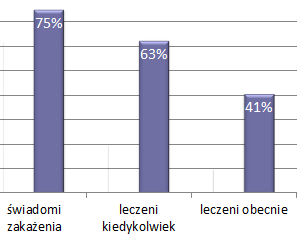 75%
63%
41%
świadomi zakażenia
leczeni kiedykolwiek
leczeni obecnie